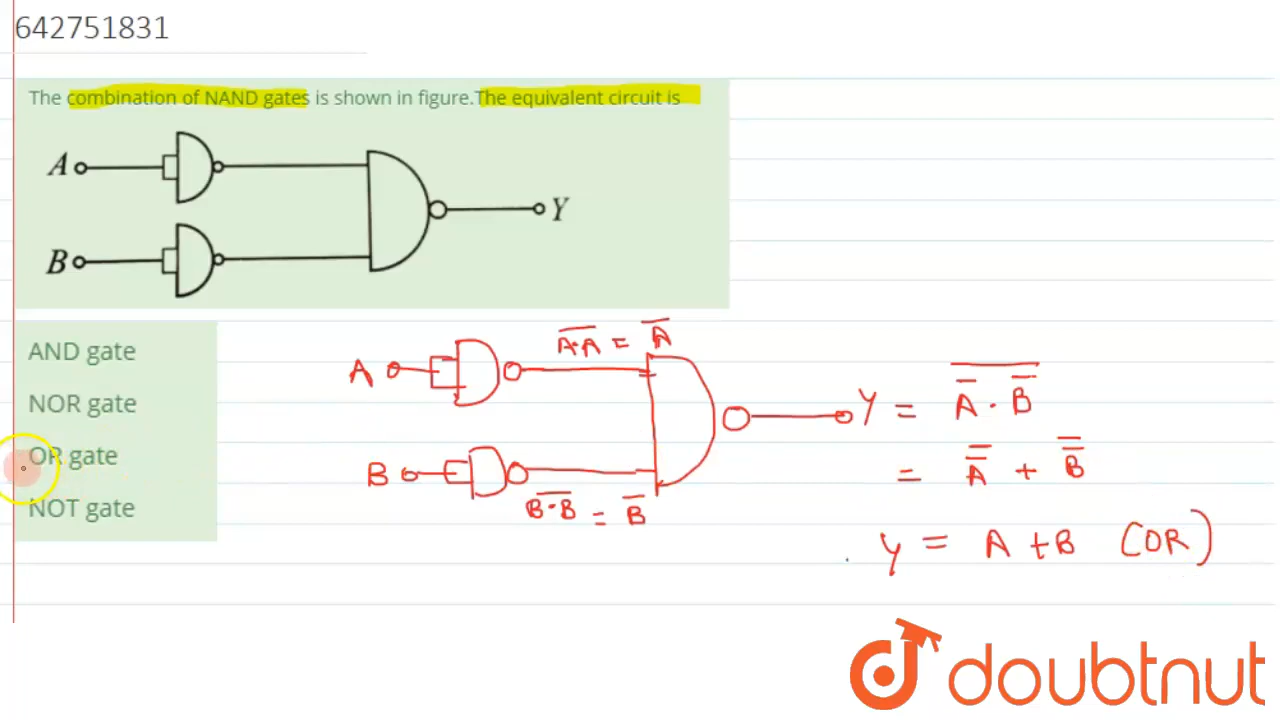 642751831
The combination of NAND gates is shown in figure.The equivalent circuit is
A
B
Y
AND gate
NOR gate
OR gate
NOT gate
A
B
A̅·̅A̅ = A̅
B̅·̅B̅ = B̅
Y = \overline{A̅ · B̅}
= A̿ + B̿
y = A + B (OR)
doubtnut